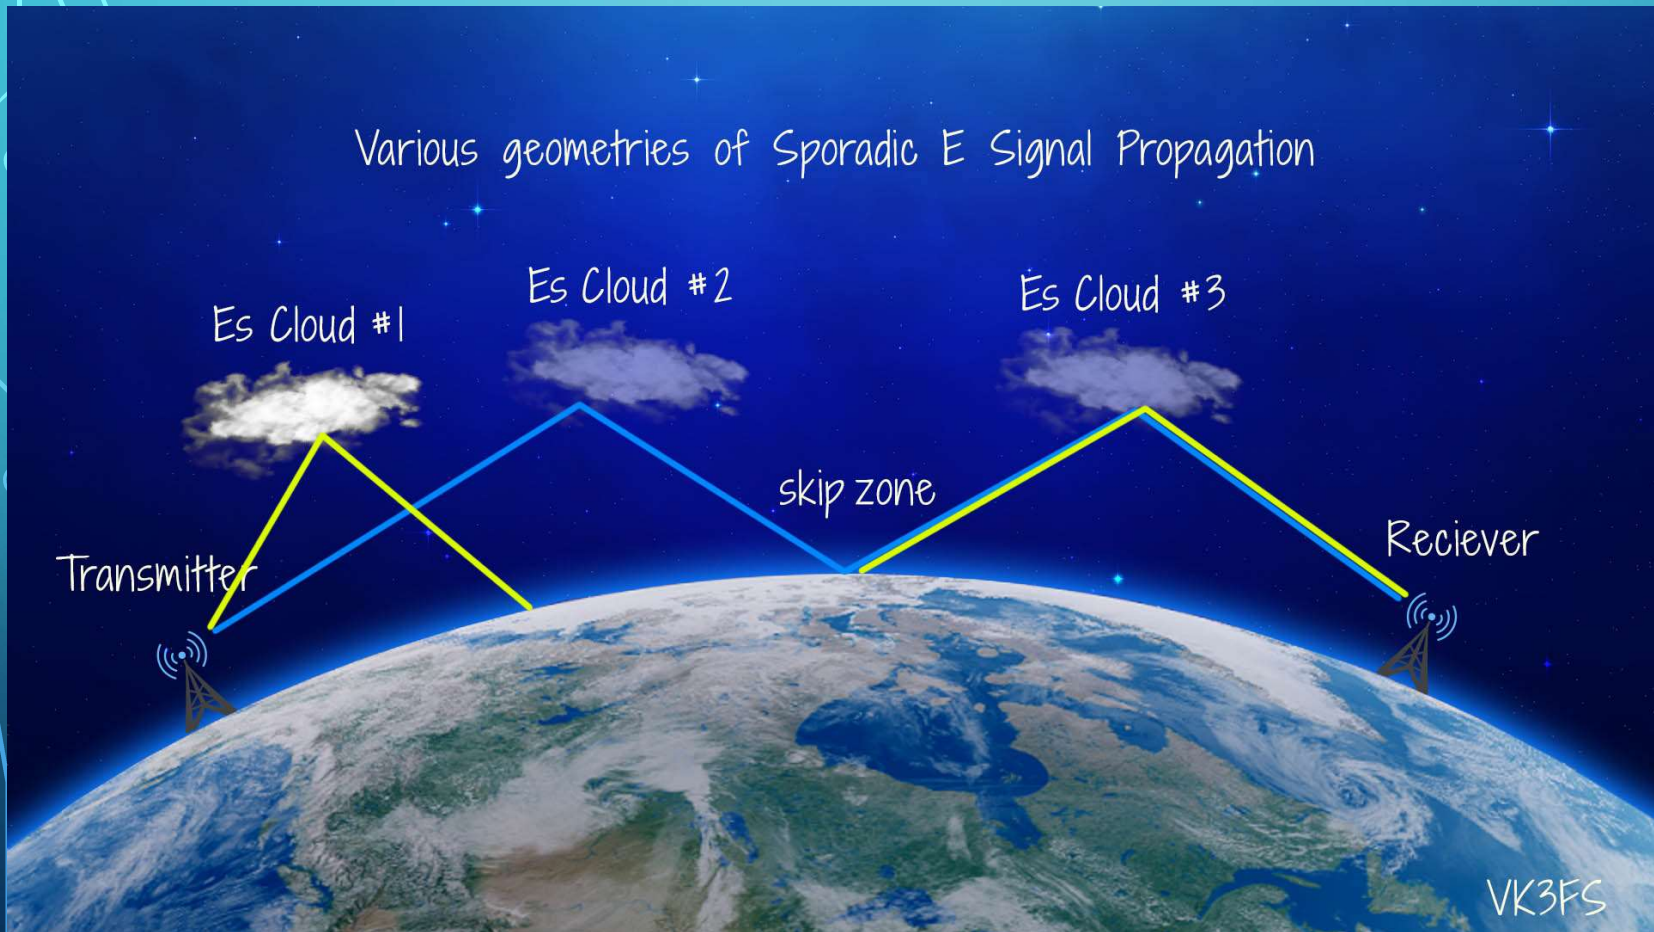 Various geometries of Sporadic E Signal Propagation
Es Cloud #1
Es Cloud #2
Es Cloud #3
skip zone
Transmitter
Reciever
VK3FS